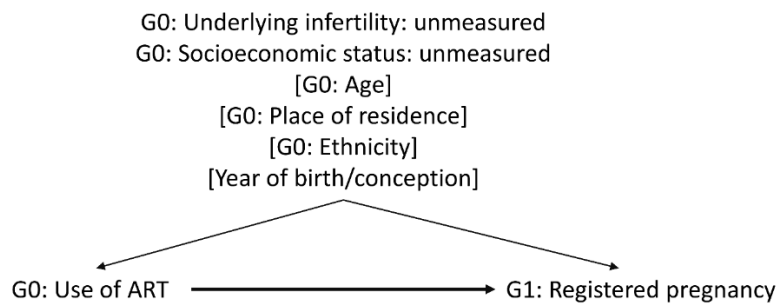 G0: Underlying infertility: unmeasured
G0: Socioeconomic status: unmeasured
[G0: Age]
[G0: Place of residence]
[G0: Ethnicity]
[Year of birth/conception]
G0: Use of ART
G1: Registered pregnancy